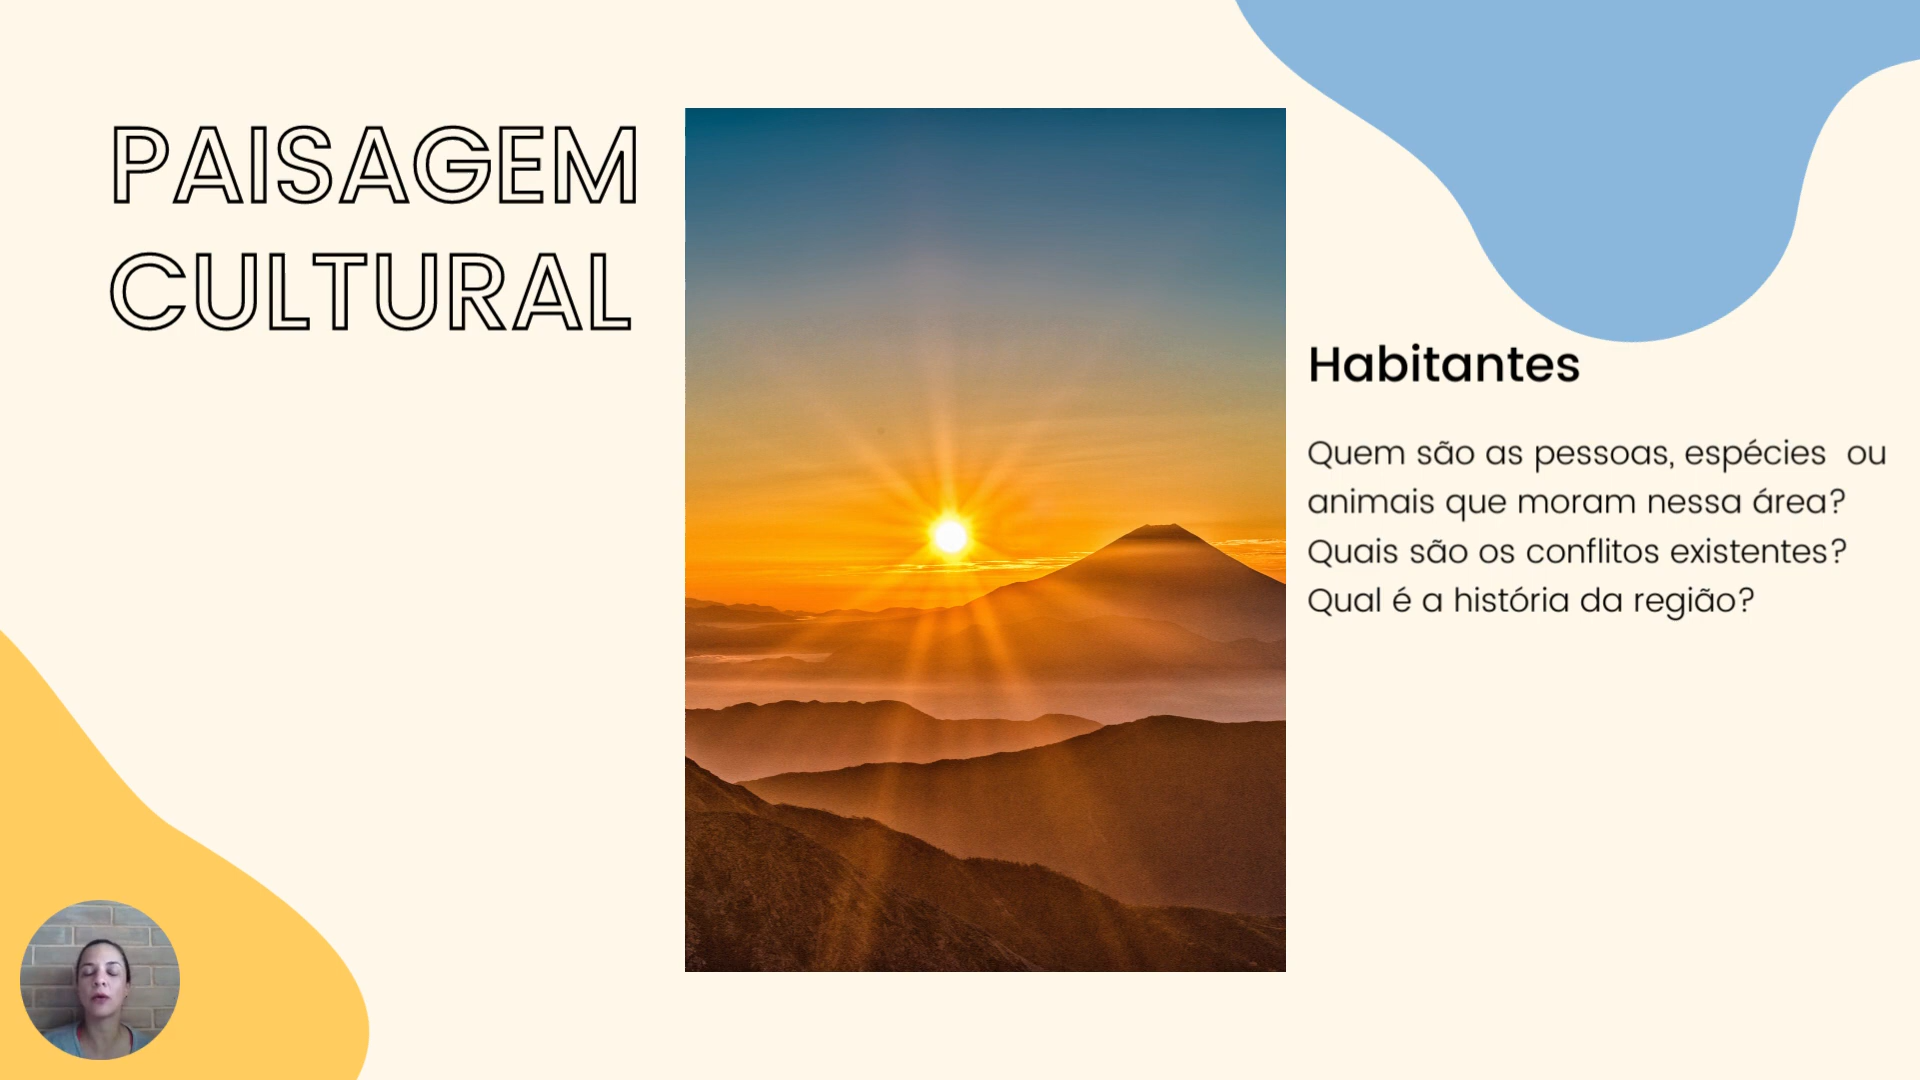 PAISAGEM
CULTURAL
Habitantes
Quem são as pessoas, espécies  ou
animais que moram nessa área?
Quais são os conflitos existentes?
Qual é a história da região?